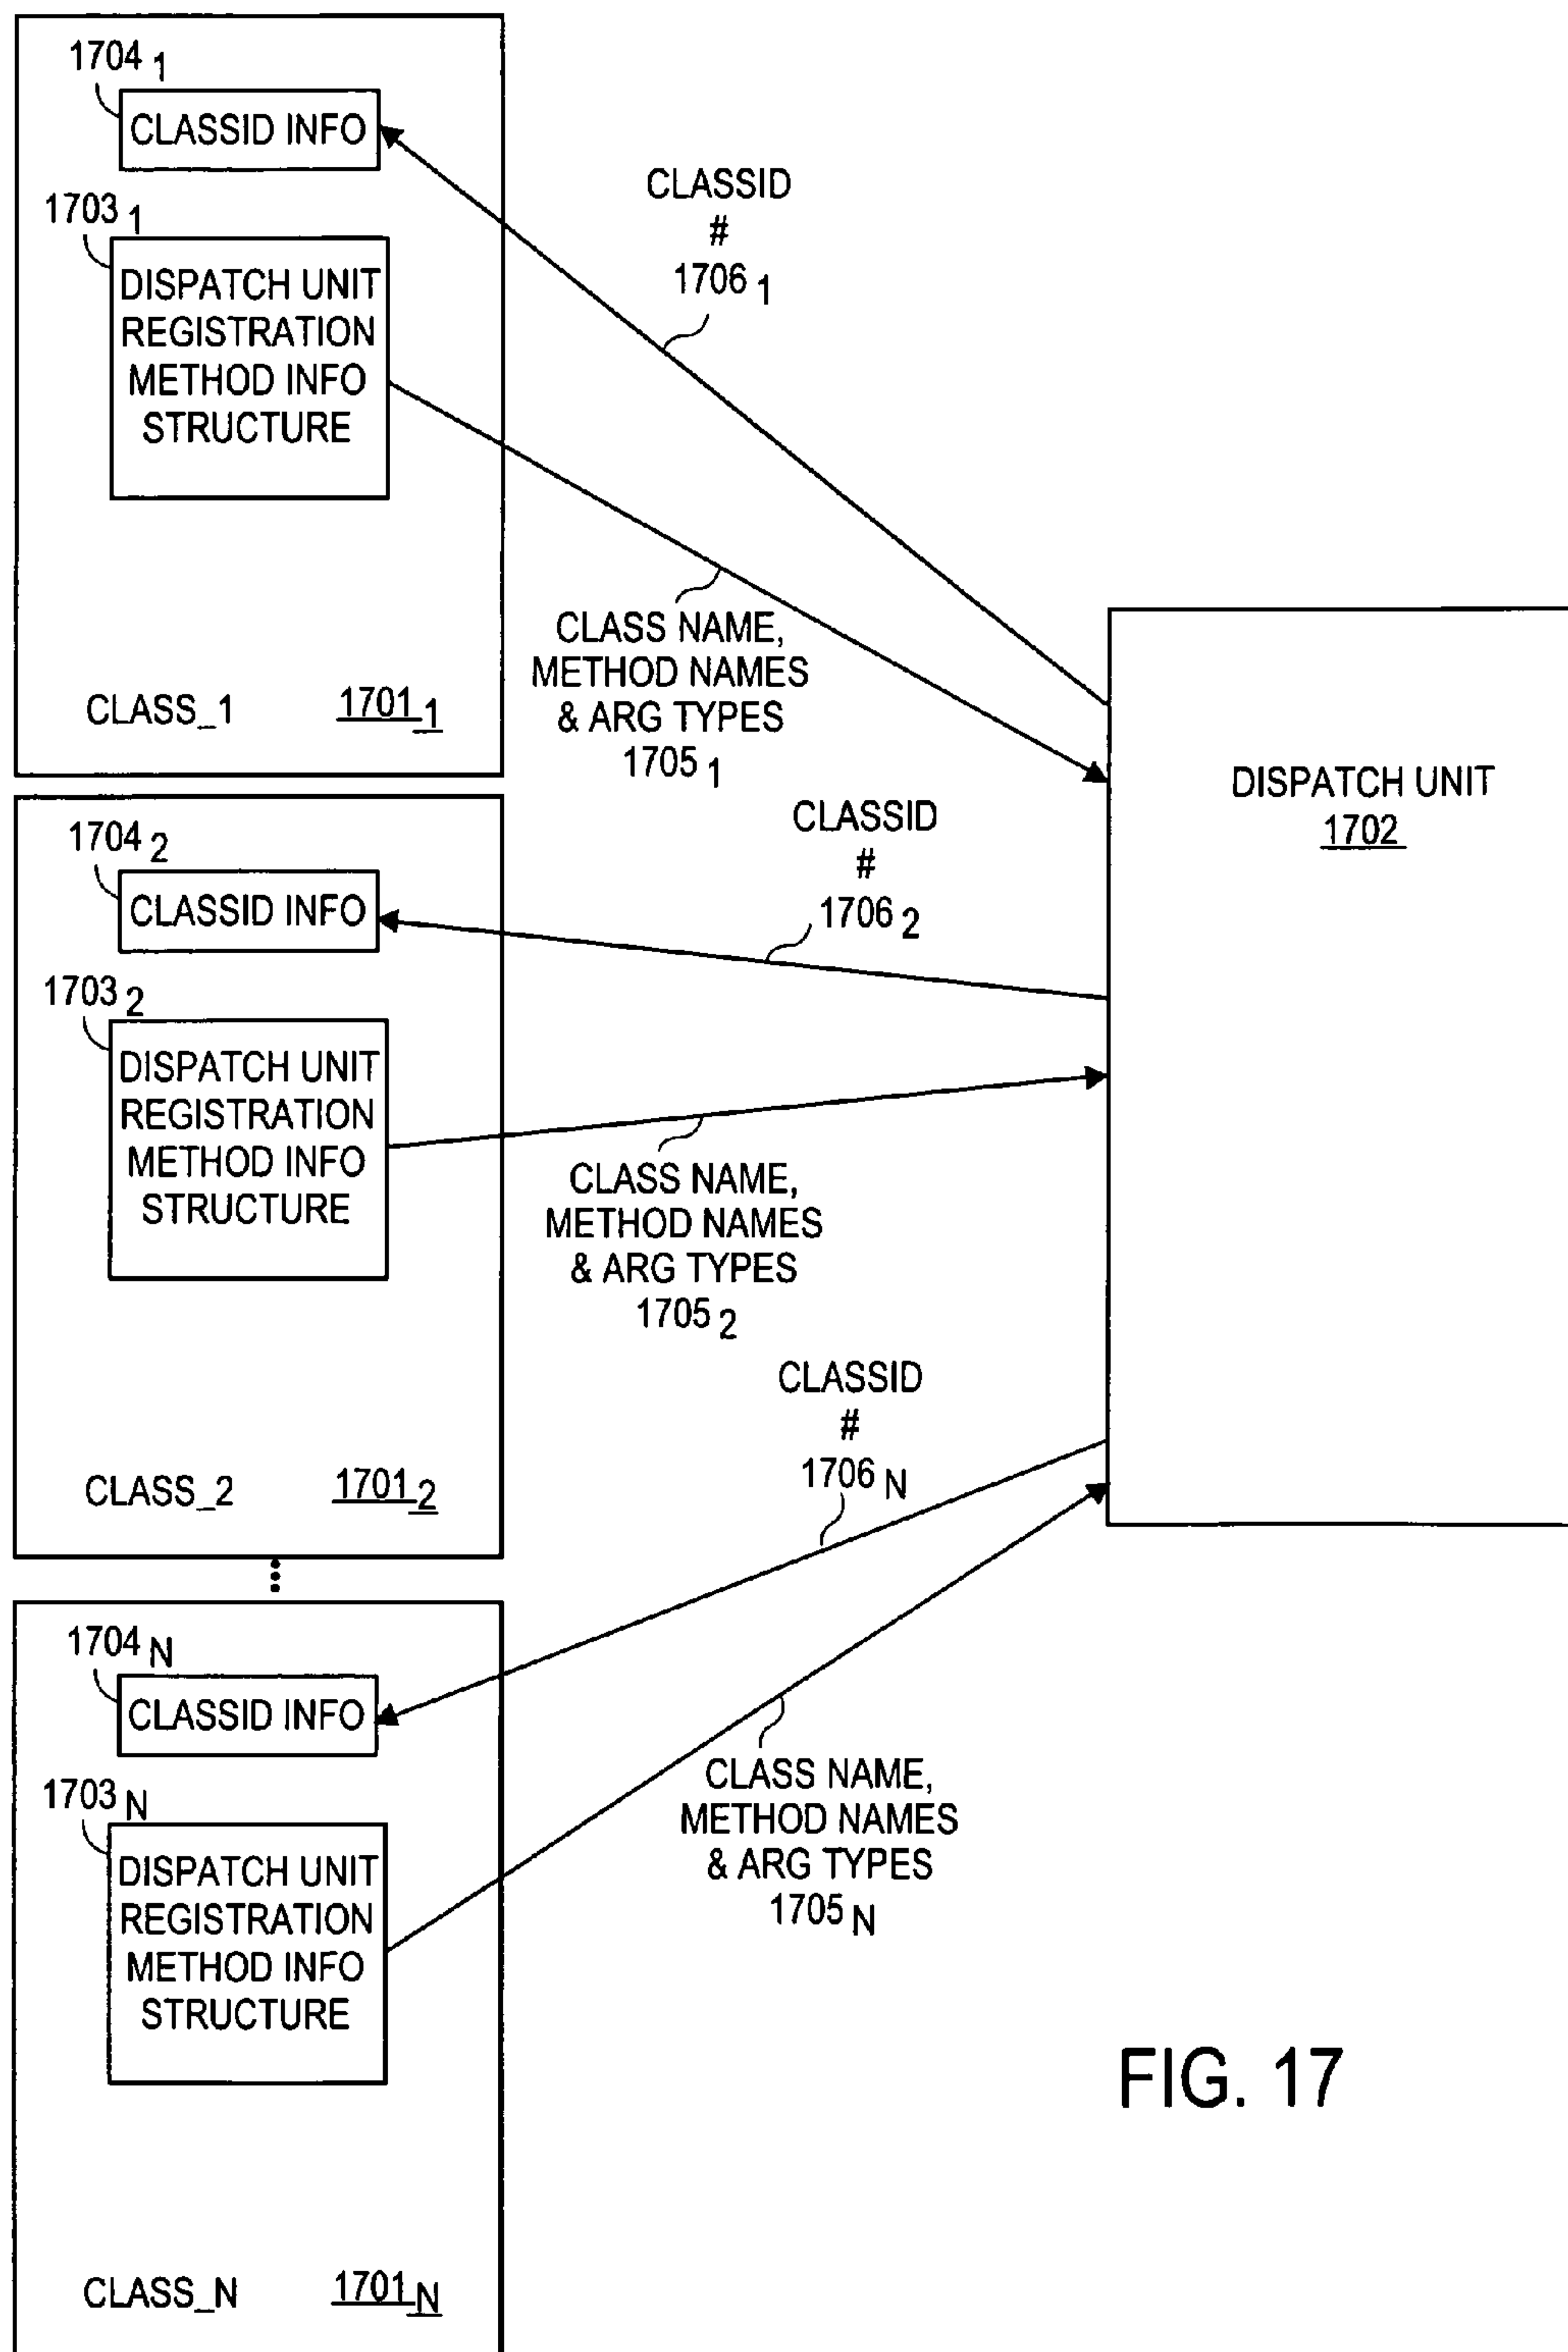 1704 1
CLASSID INFO
1703 1
DISPATCH UNIT
REGISTRATION
METHOD INFO
STRUCTURE
CLASS_1 1701 1
CLASSID
#
1706 1
CLASS NAME,
METHOD NAMES
& ARG TYPES
1705 1
DISPATCH UNIT
1702
1704 2
CLASSID INFO
1703 2
DISPATCH UNIT
REGISTRATION
METHOD INFO
STRUCTURE
CLASS_2 1701 2
CLASSID
#
1706 2
CLASS NAME,
METHOD NAMES
& ARG TYPES
1705 2
CLASSID
#
1706 N
1704 N
CLASSID INFO
1703 N
DISPATCH UNIT
REGISTRATION
METHOD INFO
STRUCTURE
CLASS_N 1701 N
CLASS NAME,
METHOD NAMES
& ARG TYPES
1705 N
FIG. 17